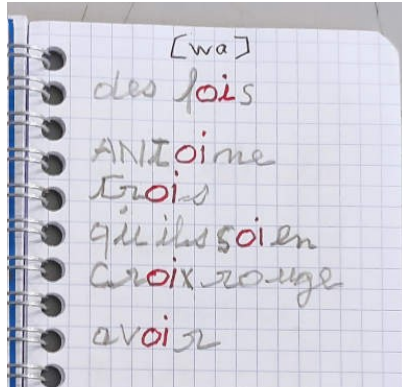 [wa]
des fois
ANToine
Trois
qu'ils soien
Croix rouge
avoir